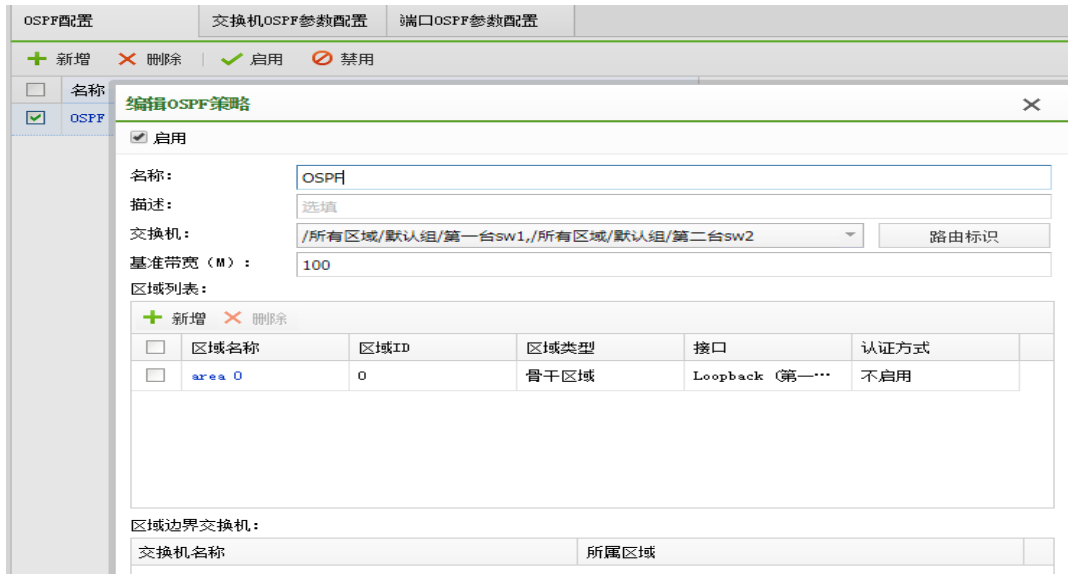 OSPF配置 交换机OSPF参数配置 端口OSPF参数配置
新增 删除 启用 禁用
名称
OSPF
编辑OSPF策略
启用
名称: OSPF
描述: 选填
交换机: /所有区域/默认组/第一台sw1,/所有区域/默认组/第二台sw2 路由标识
基准带宽（M）: 100
区域列表:
新增 删除
区域名称 区域ID 区域类型 接口 认证方式
area 0 0 骨干区域 Loopback (第一… 不启用
区域边界交换机:
交换机名称 所属区域